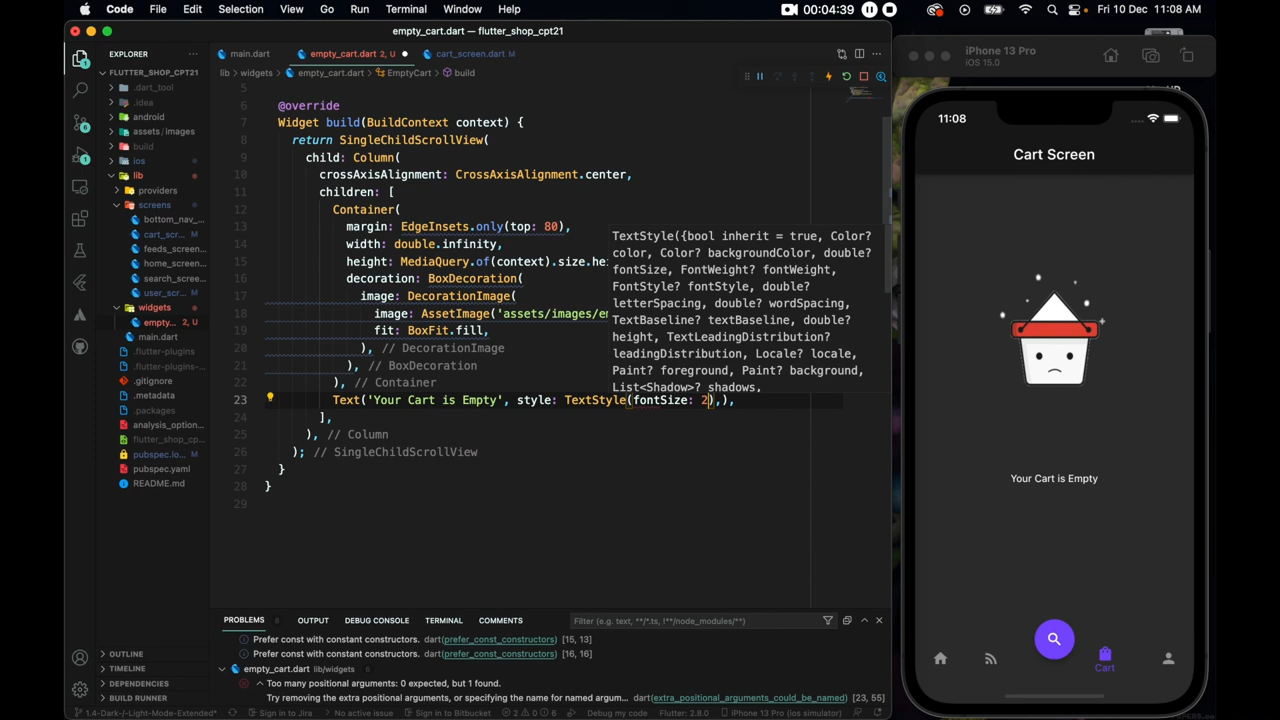 Code File Edit Selection View Go Run Terminal Window Help 00:04:39 Fri 10 Dec 11:08 AM
empty_cart.dart — flutter_shop_cpt21
EXPLORER ···
main.dart empty_cart.dart 2, U cart_screen.dart M
FLUTTER_SHOP_CPT21
lib > widgets > empty_cart.dart > EmptyCart > build
.dart_tool
.idea
android
assets/images
build
ios
lib
providers
screens
bottom_nav_...
cart_scr... M
feeds_screen...
home_screen...
search_scree...
user_scr... M
widgets
empty... 2, U
main.dart
.flutter-plugins
.flutter-plugins-...
.gitignore
.metadata
.packages
analysis_option...
flutter_shop_cp...
pubspec.lo... M
pubspec.yaml
README.md
OUTLINE
TIMELINE
DEPENDENCIES
BUILD RUNNER
5
6 @override
7 Widget build(BuildContext context) {
8 return SingleChildScrollView(
9 child: Column(
10 crossAxisAlignment: CrossAxisAlignment.center,
11 children: [
12 Container(
13 margin: EdgeInsets.only(top: 80),
14 width: double.infinity,
15 height: MediaQuery.of(context).size.hei
16 decoration: BoxDecoration(
17 image: DecorationImage(
18 image: AssetImage('assets/images/em
19 fit: BoxFit.fill,
20 ), // DecorationImage
21 ), // BoxDecoration
22 ), // Container
23 Text('Your Cart is Empty', style: TextStyle(fontSize: 2),),
24 ],
25 ), // Column
26 ); // SingleChildScrollView
27 }
28 }
29
TextStyle({bool inherit = true, Color?
color, Color? backgroundColor, double?
fontSize, FontWeight? fontWeight,
FontStyle? fontStyle, double?
letterSpacing, double? wordSpacing,
TextBaseline? textBaseline, double?
height, TextLeadingDistribution?
leadingDistribution, Locale? locale,
Paint? foreground, Paint? background,
List<Shadow>? shadows,
PROBLEMS 8 OUTPUT DEBUG CONSOLE TERMINAL COMMENTS Filter (e.g. text, **/*.ts, !**/node_modules/**)
Prefer const with constant constructors. dart(prefer_const_constructors) [15, 13]
Prefer const with constant constructors. dart(prefer_const_constructors) [16, 16]
empty_cart.dart lib/widgets 6
Too many positional arguments: 0 expected, but 1 found.
Try removing the extra positional arguments, or specifying the name for named argum... dart(extra_positional_arguments_could_be_named) [23, 55]
1.4-Dark-/-Light-Mode-Extended* Sign in to Jira No active issue Sign in to Bitbucket 2 0 6 Debug my code Flutter: 2.8.0 iPhone 13 Pro (ios simulator)
iPhone 13 Pro
iOS 15.0
11:08
Cart Screen
Your Cart is Empty
Cart